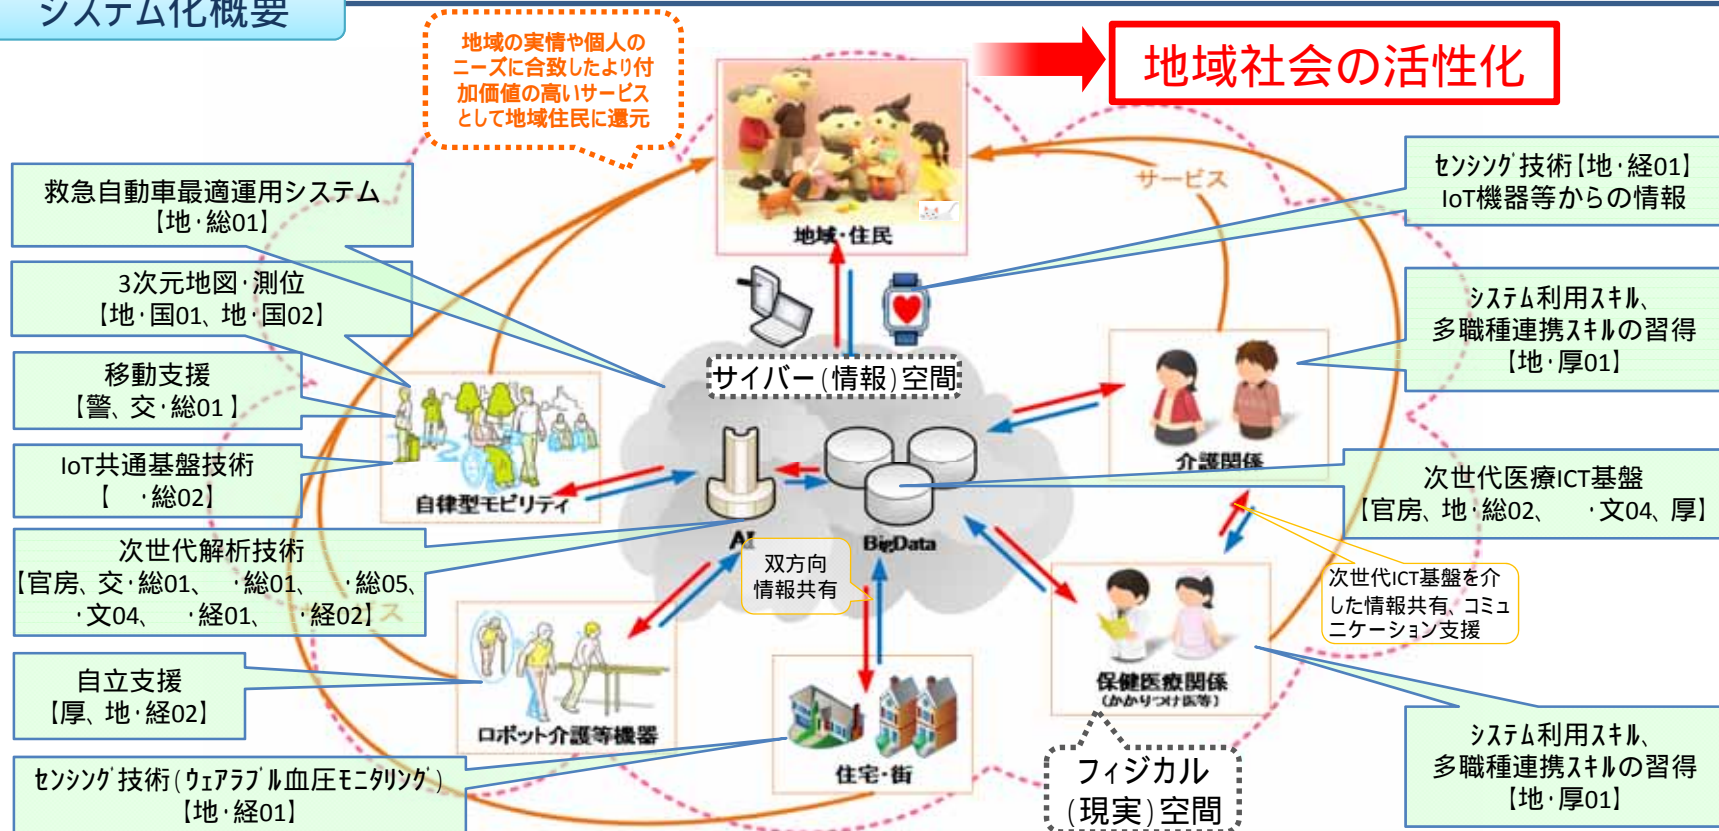 システム化概要
地域の実情や個人の
ニーズに合致したより付
加価値の高いサービス
として地域住民に還元
地域社会の活性化
救急自動車最適運用システム
【地・総01】
3次元地図・測位
【地・国01、地・国02】
移動支援
【警、交・総01】
IoT共通基盤技術
【　・総02】
次世代解析技術
【官房、交・総01、　・総01、　・総05、
・文04、　・経01、　・経02】
自立支援
【厚、地・経02】
センシング技術(ウェアラブル血圧モニタリング)
【地・経01】
地域・住民
サービス
サイバー(情報)空間
自律型モビリティ
AI
BigData
双方向
情報共有
ス
ロボット介護等機器
住宅・街
介護関係
保健医療関係
(かかりつけ医等)
フィジカル
(現実)空間
センシング技術【地・経01】
IoT機器等からの情報
システム利用スキル、
多職種連携スキルの習得
【地・厚01】
次世代医療ICT基盤
【官房、地・総02、　・文04、厚】
次世代ICT基盤を介
した情報共有、コミュ
ニケーション支援
システム利用スキル、
多職種連携スキルの習得
【地・厚01】